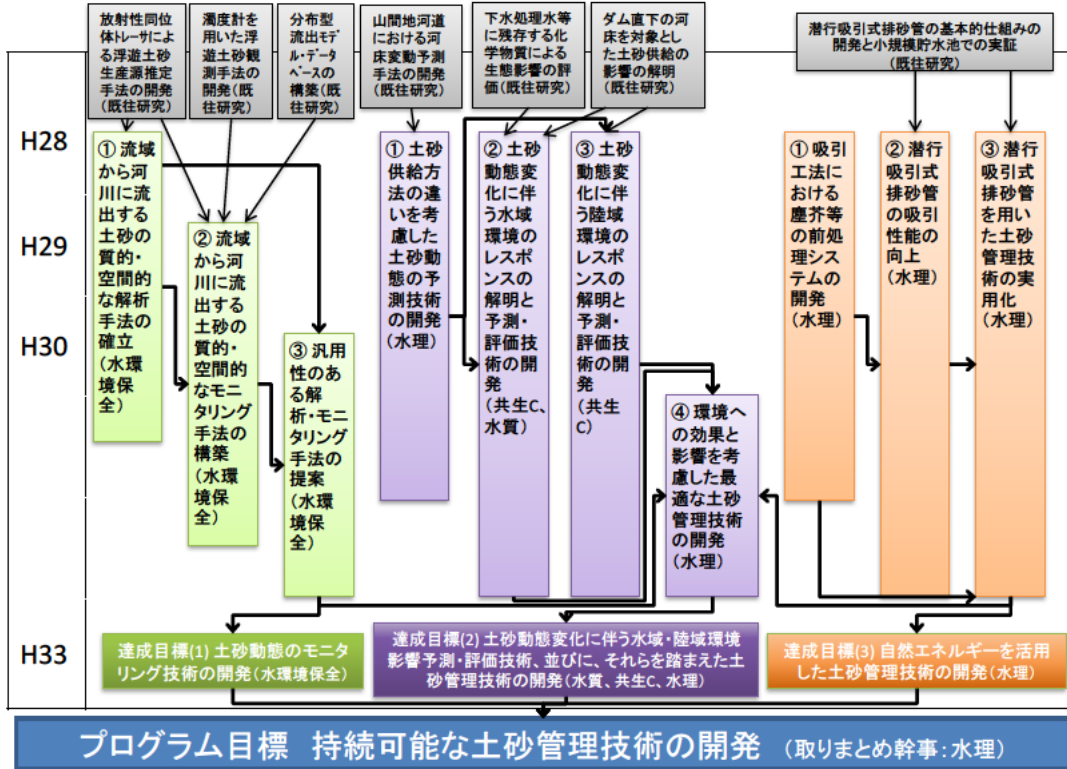 放射性同位
体トレーサによ
る浮遊土砂
生産源推定
手法の開発
(既往研究)
濁度計を
用いた浮
遊土砂観
測手法の
開発(既
往研究)
分布型
流出モデ
ル・データ
ベースの
構築(既
往研究)
山間地河道
における河
床変動予測
手法の開発
(既往研究)
下水処理水等
に残存する化
学物質による
生態影響の評
価(既往研究)
ダム直下の河
床を対象とし
た土砂供給の
影響の解明
(既往研究)
潜行吸引式排砂管の基本的仕組みの
開発と小規模貯水池での実証
(既往研究)
H28
H29
H30
H33
① 流域
から河
川に流
出する
土砂の
質的・
空間的
な解析
手法の
確立
(水環
境保
全)
② 流域
から河
川に流
出する
土砂の
質的・
空間的
なモニ
タリング
手法の
構築
(水環
境保
全)
③ 汎用
性のあ
る解
析・モニ
タリング
手法の
提案
(水環
境保
全)
① 土砂
供給方
法の違
いを考
慮した
土砂動
態の予
測技術
の開発
(水理)
② 土砂
動態変
化に伴
う水域
環境の
レスポ
ンスの
解明と
予測・
評価技
術の開
発
(共生C、
水質)
③ 土砂
動態変
化に伴
う陸域
環境の
レスポ
ンスの
解明と
予測・
評価技
術の開
発
(共生
C)
④ 環境へ
の効果と
影響を考
慮した最
適な土砂
管理技術
の開発
(水理)
① 吸引
工法に
おける
塵芥等
の前処
理シス
テムの
開発
(水理)
② 潜行
吸引式
排砂管
の吸引
性能の
向上
(水理)
③ 潜行
吸引式
排砂管
を用い
た土砂
管理技
術の実
用化
(水理)
達成目標(1) 土砂動態のモニタ
リング技術の開発(水環境保全)
達成目標(2) 土砂動態変化に伴う水域・陸域環境
影響予測・評価技術、並びに、それらを踏まえた土
砂管理技術の開発(水質、共生C、水理)
達成目標(3) 自然エネルギーを活用
した土砂管理技術の開発(水理)
プログラム目標 持続可能な土砂管理技術の開発 (取りまとめ幹事:水理)